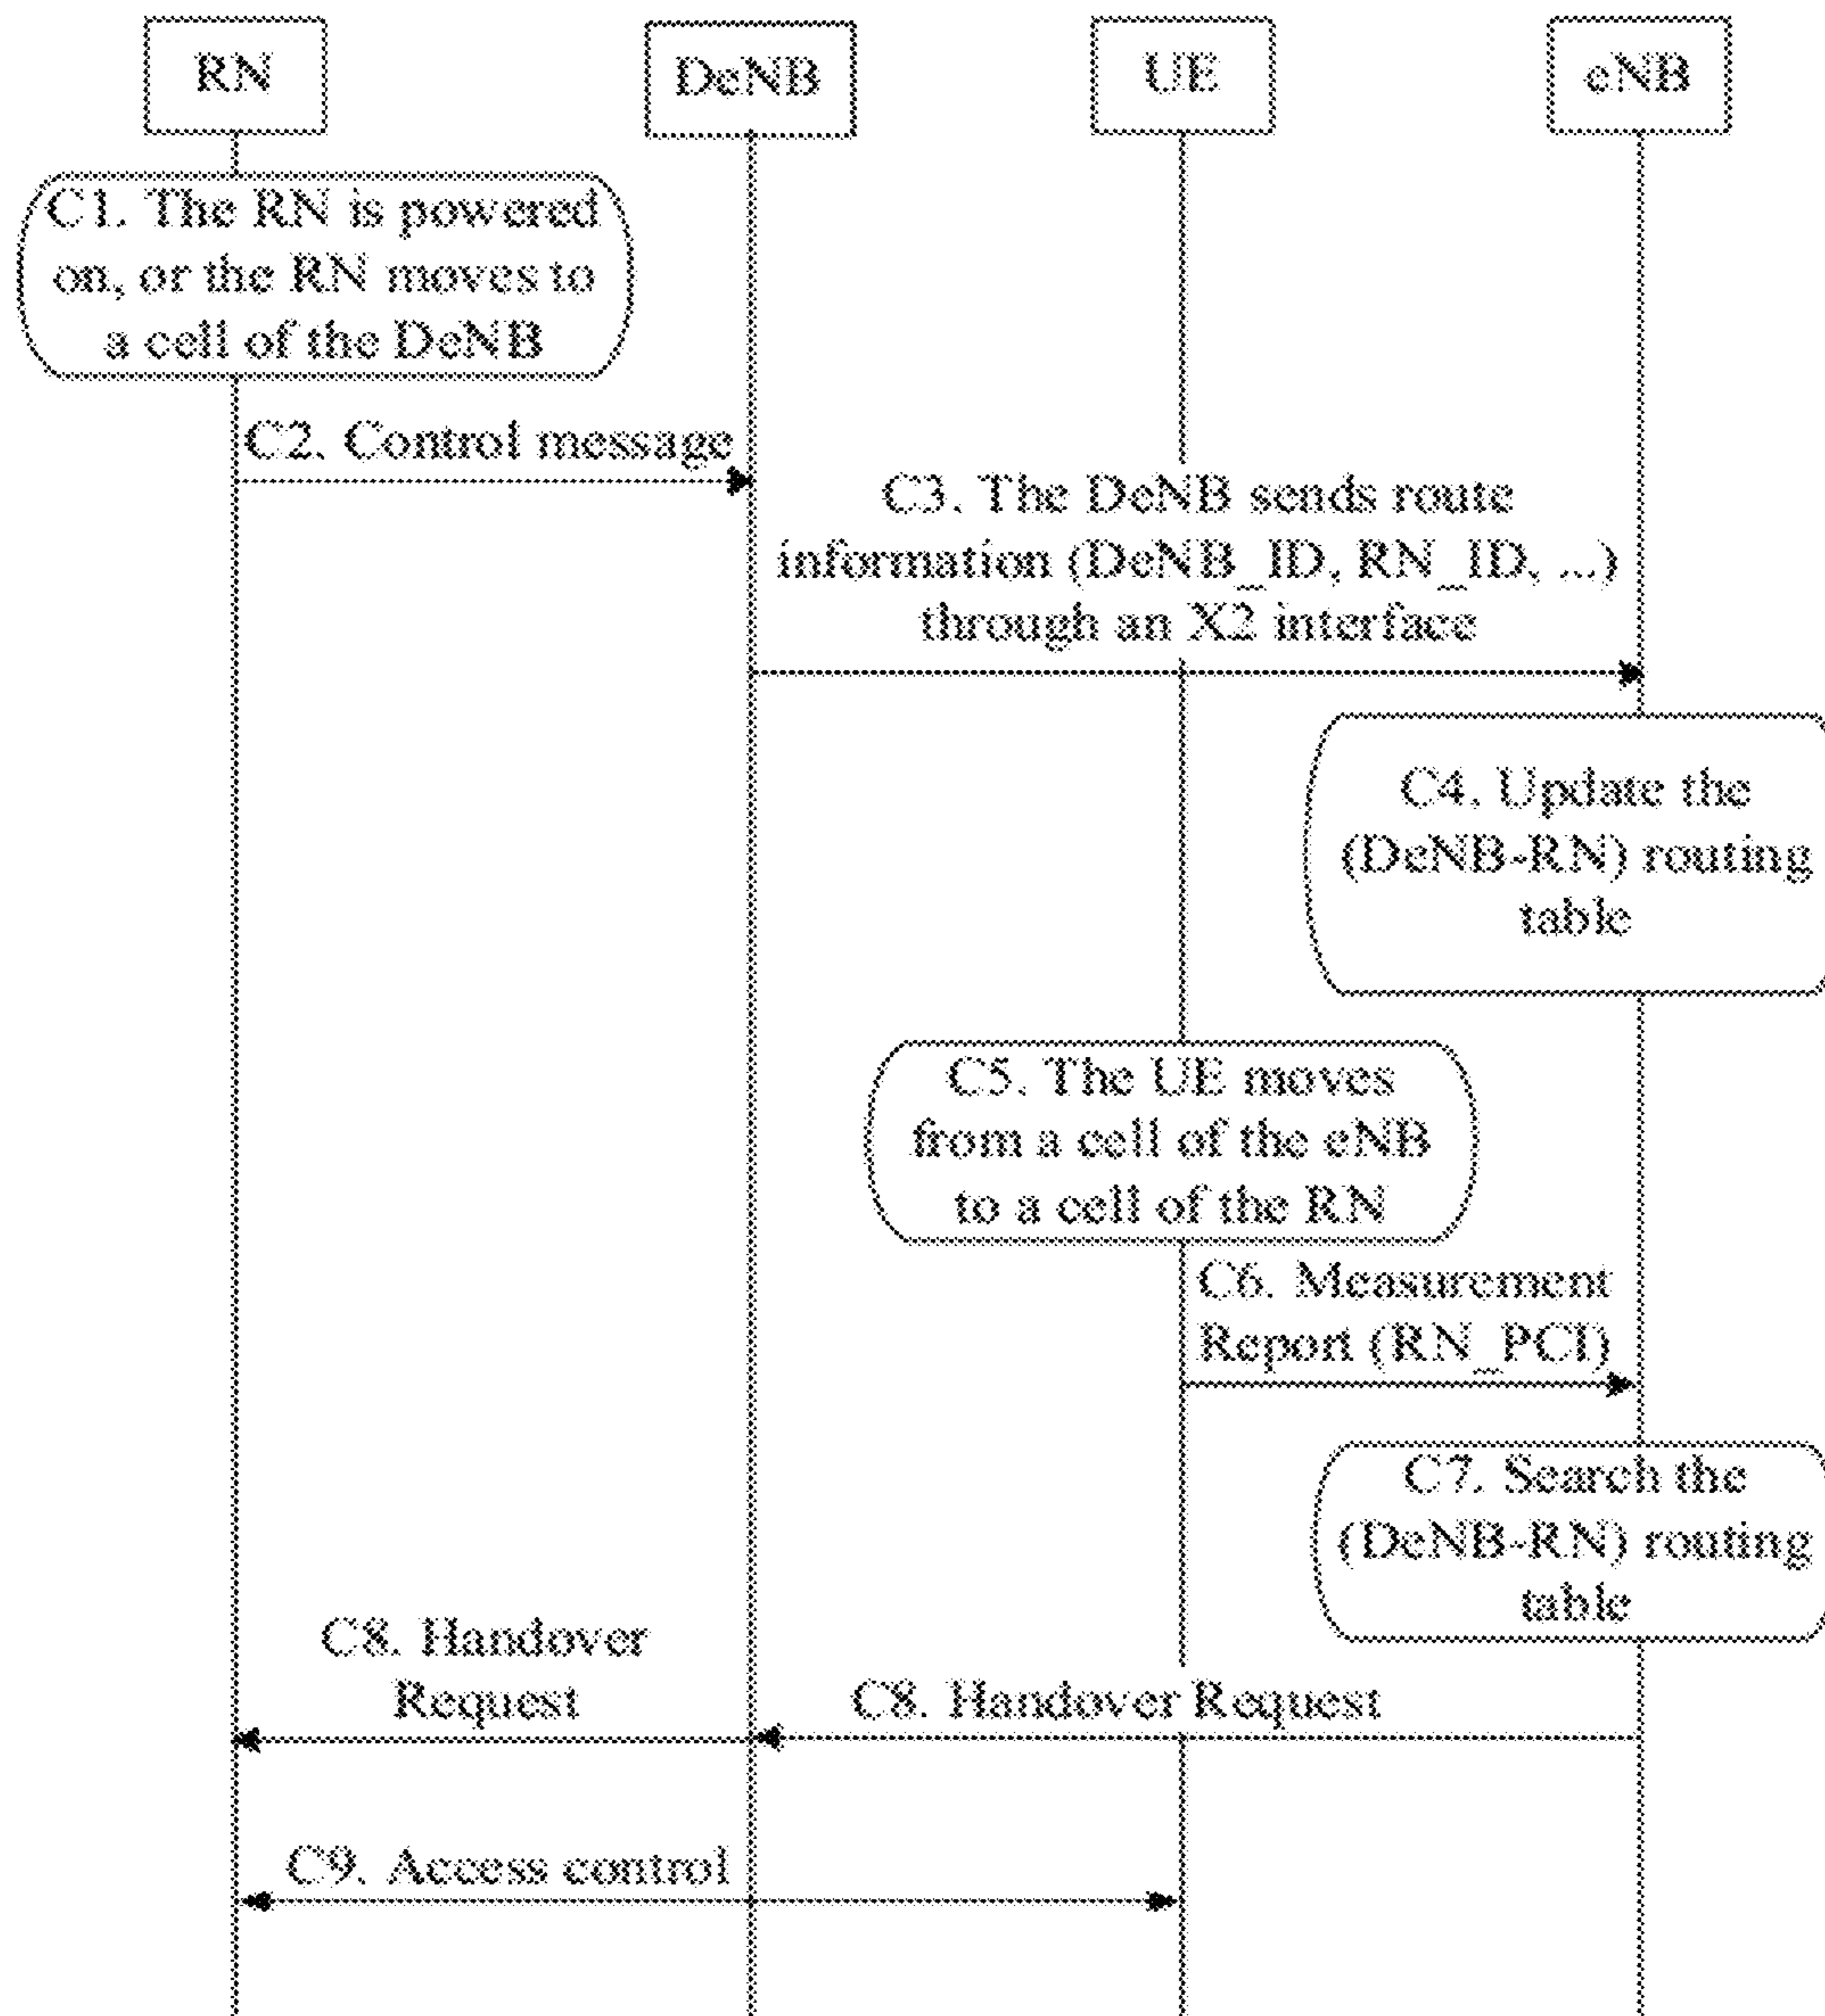 RN
DeNB
UE
eNB
C1. The RN is powered
on, or the RN moves to
a cell of the DeNB
C2. Control message
C3. The DeNB sends route
information (DeNB_ID, RN_ID, ...)
through an X2 interface
C4. Update the
(DeNB-RN) routing
table
C5. The UE moves
from a cell of the eNB
to a cell of the RN
C6. Measurement
Report (RN_PCI)
C7. Search the
(DeNB-RN) routing
table
C8. Handover
Request
C8. Handover Request
C9. Access control